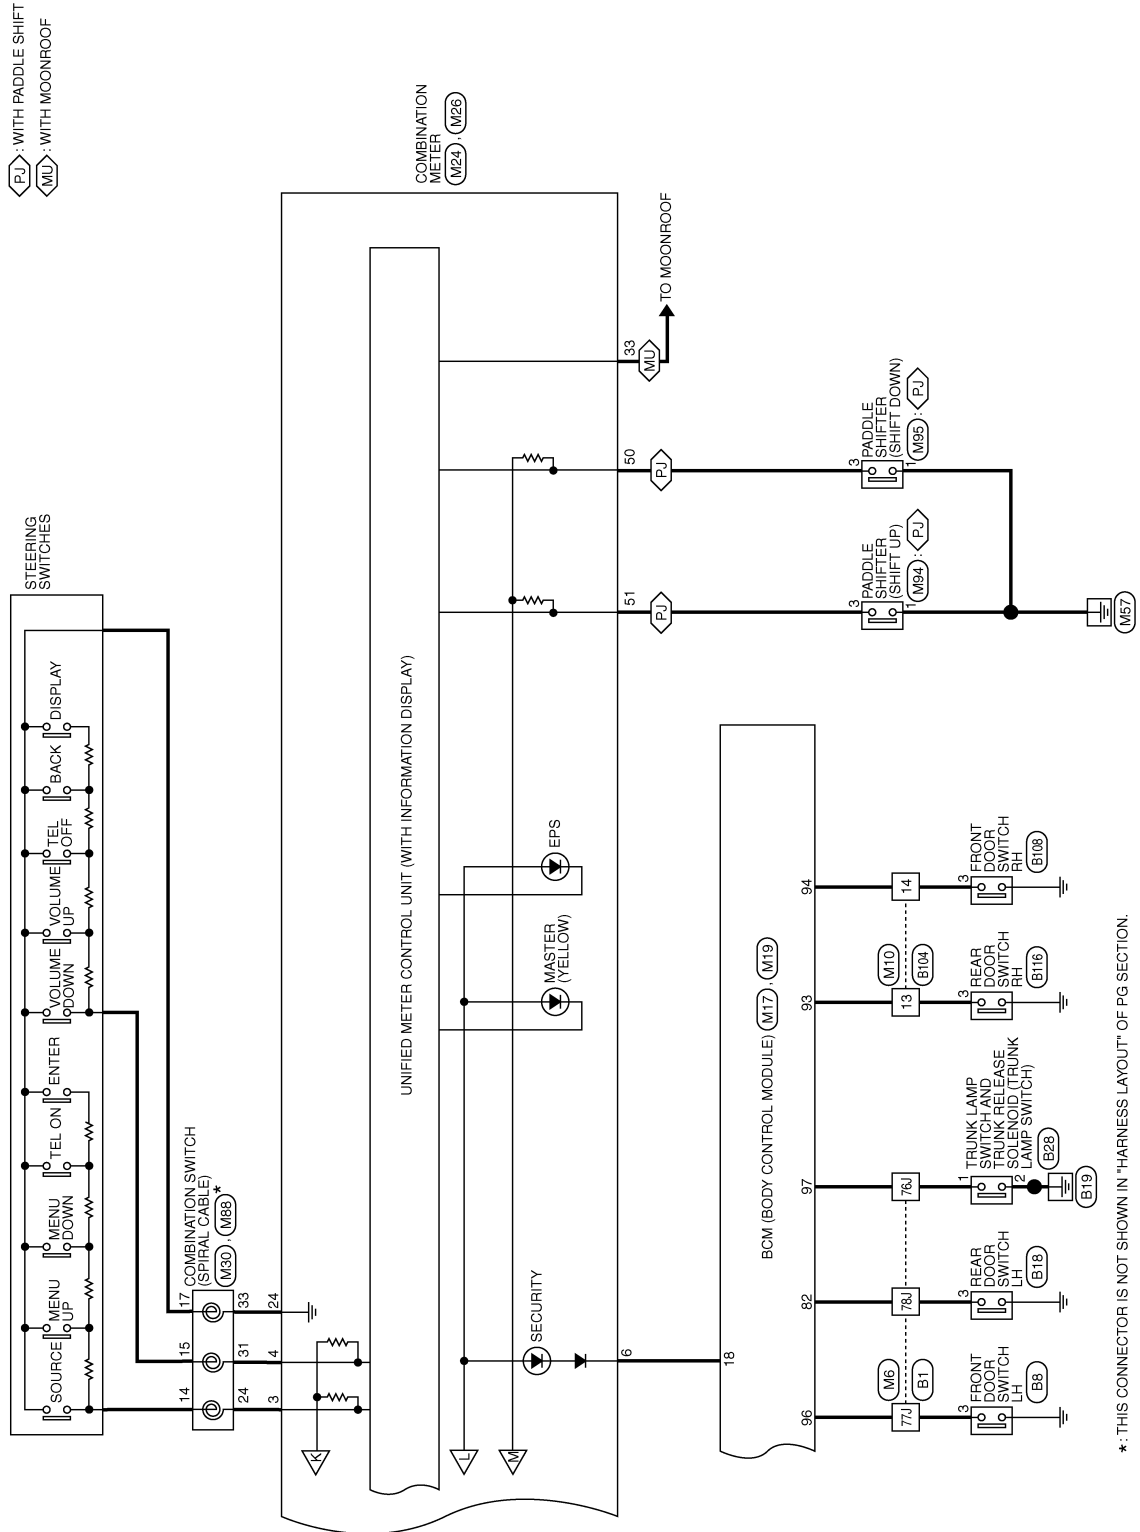 PJ : WITH PADDLE SHIFT
MU : WITH MOONROOF
STEERING
SWITCHES
SOURCE
MENU
UP
MENU
DOWN
TEL ON
ENTER
VOLUME
DOWN
VOLUME
UP
TEL
OFF
BACK
DISPLAY
14
15
17
COMBINATION SWITCH
(SPIRAL CABLE)
M30 , M88 *
24
31
33
3
4
24
COMBINATION
METER
M24 , M26
K
UNIFIED METER CONTROL UNIT (WITH INFORMATION DISPLAY)
L
M
SECURITY
MASTER
(YELLOW)
EPS
6
51
50
33
PJ
PJ
MU
TO MOONROOF
18
BCM (BODY CONTROL MODULE) M17 , M19
96
82
97
93
94
M6
B1
77J
78J
76J
M10
B104
13
14
3
FRONT
DOOR
SWITCH
LH
B8
3
REAR
DOOR
SWITCH
LH
B18
1
2
TRUNK LAMP
SWITCH AND
TRUNK RELEASE
SOLENOID (TRUNK
LAMP SWITCH)
B28
B19
3
REAR
DOOR
SWITCH
RH
B116
3
FRONT
DOOR
SWITCH
RH
B108
3
1
PADDLE
SHIFTER
(SHIFT UP)
M94 : PJ
3
1
PADDLE
SHIFTER
(SHIFT DOWN)
M95 : PJ
M57
* : THIS CONNECTOR IS NOT SHOWN IN "HARNESS LAYOUT" OF PG SECTION.